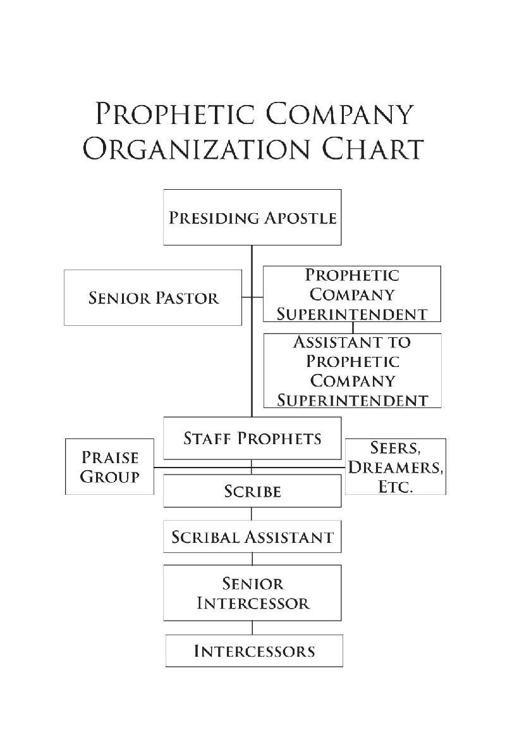 PROPHETIC COMPANY
ORGANIZATION CHART
PRESIDING APOSTLE
SENIOR PASTOR
PROPHETIC
COMPANY
SUPERINTENDENT
ASSISTANT TO
PROPHETIC
COMPANY
SUPERINTENDENT
STAFF PROPHETS
PRAISE
GROUP
SEERS,
DREAMERS,
ETC.
SCRIBE
SCRIBAL ASSISTANT
SENIOR
INTERCESSOR
INTERCESSORS